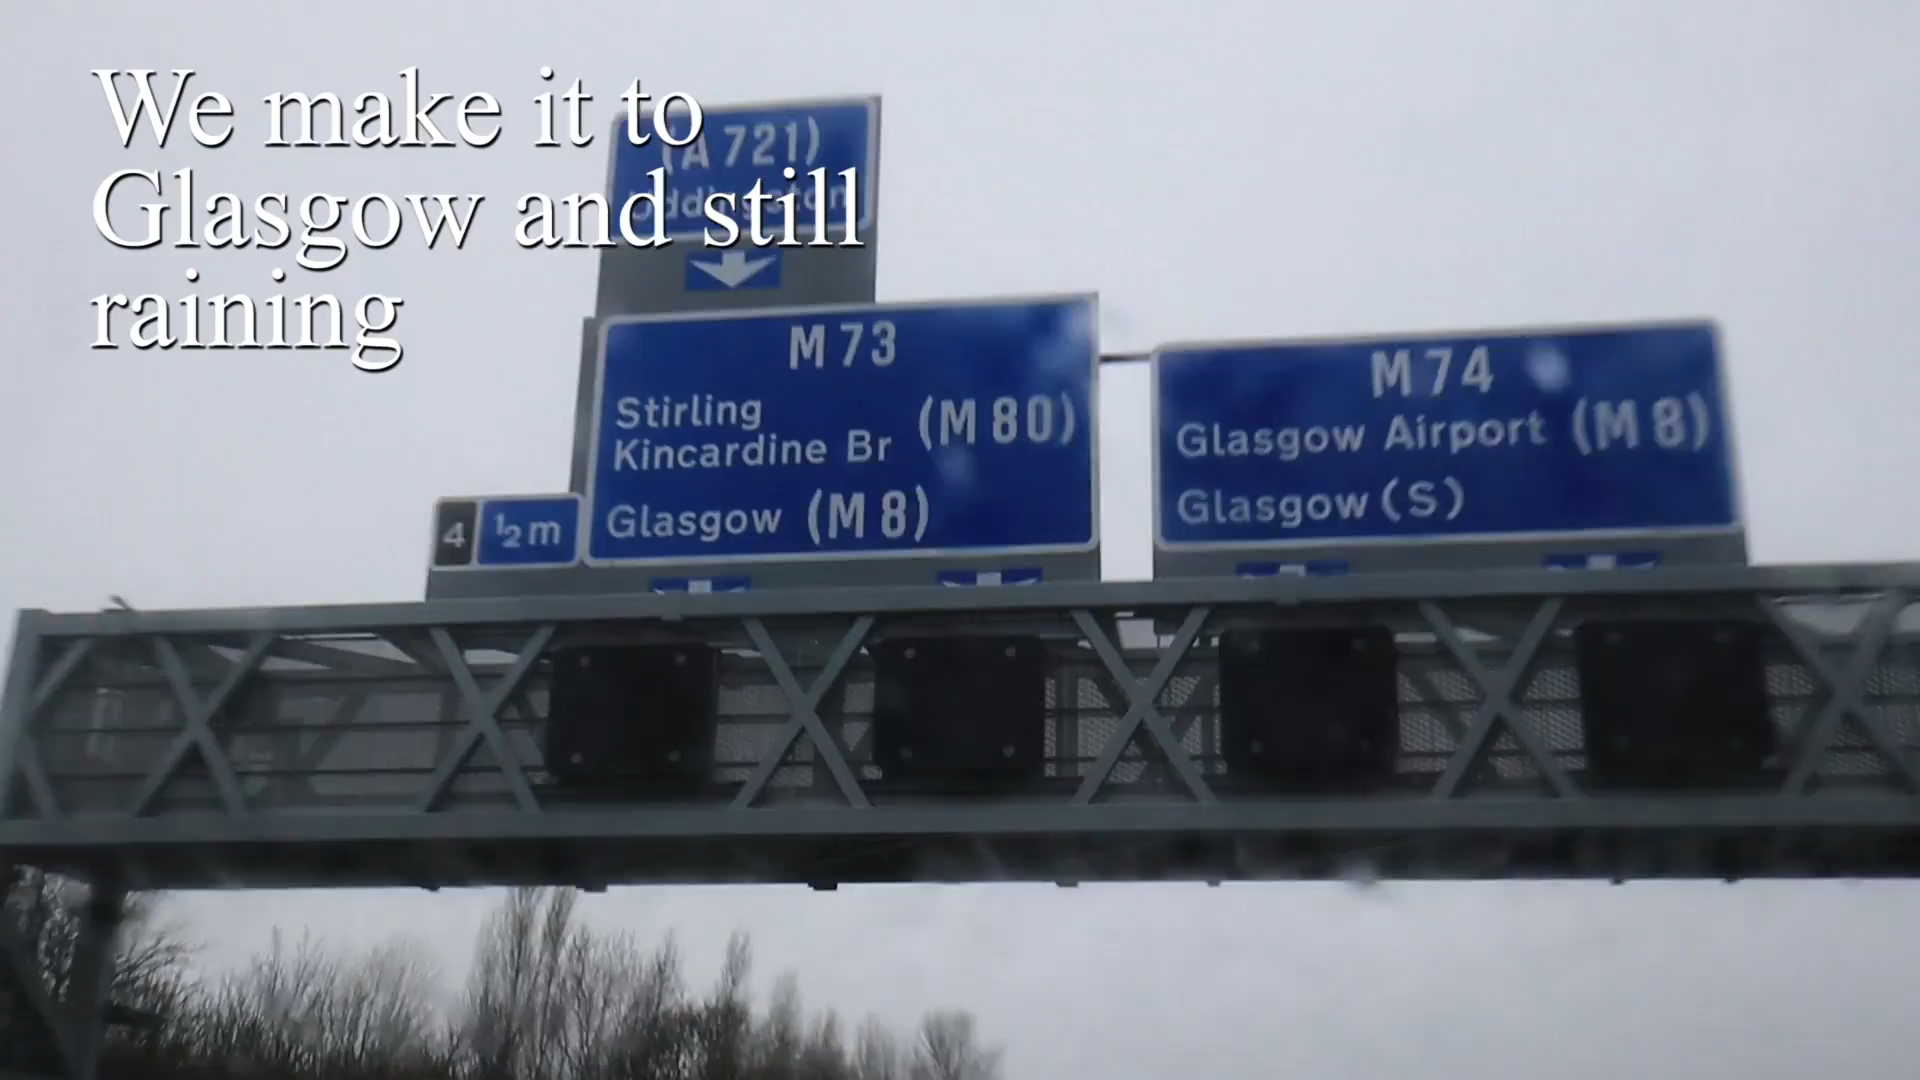 We make it to
Glasgow and still
raining
(A 721)
M 73
Stirling
Kincardine Br
(M 80)
Glasgow (M 8)
4
½ m
M 74
Glasgow Airport (M 8)
Glasgow (S)